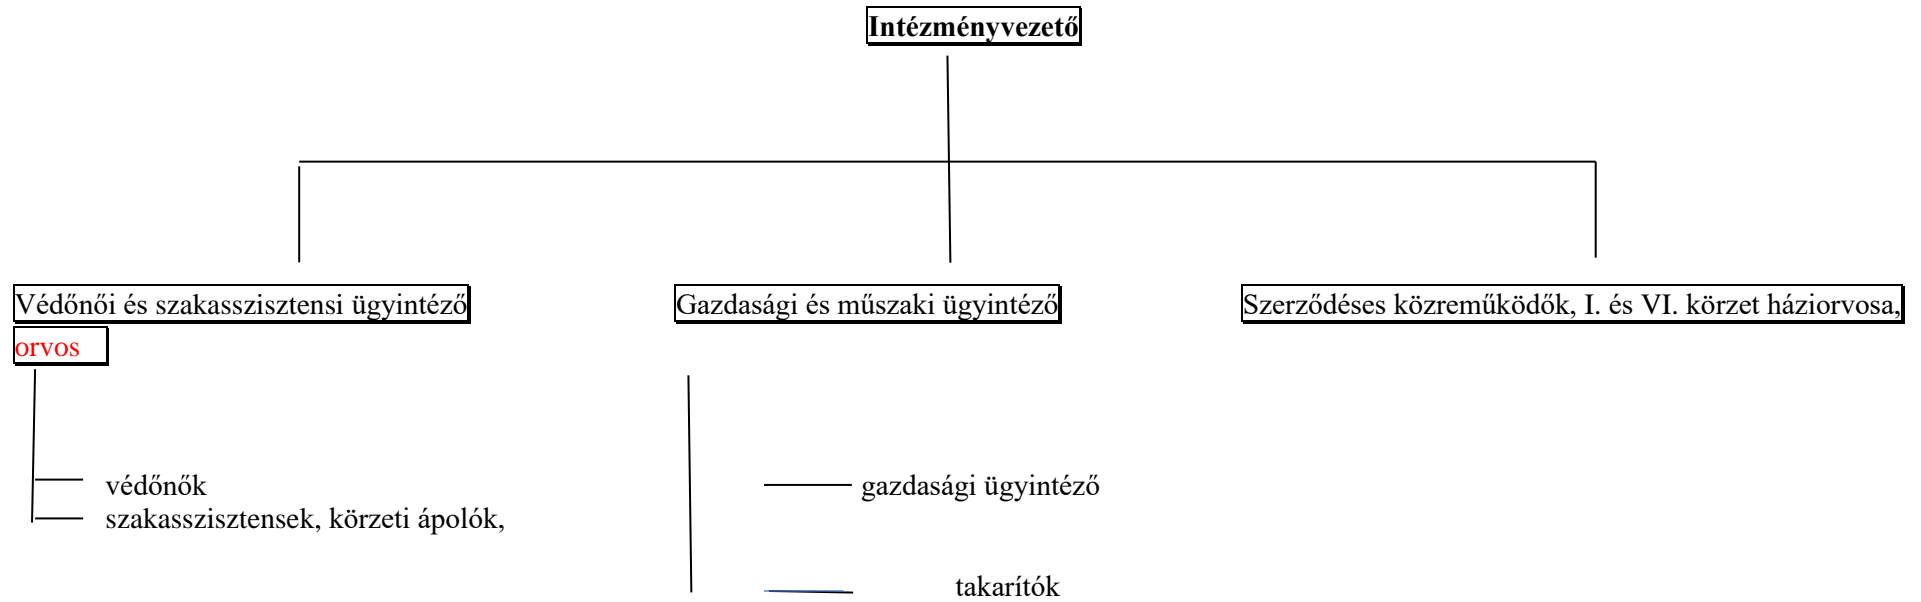 Intézményvezető
Védőnői és szakasszisztensi ügyintéző
orvos
Gazdasági és műszaki ügyintéző
Szerződéses közreműködők, I. és VI. körzet háziorvosa,
védőnők
szakasszisztensek, körzeti ápolók,
gazdasági ügyintéző
takarítók